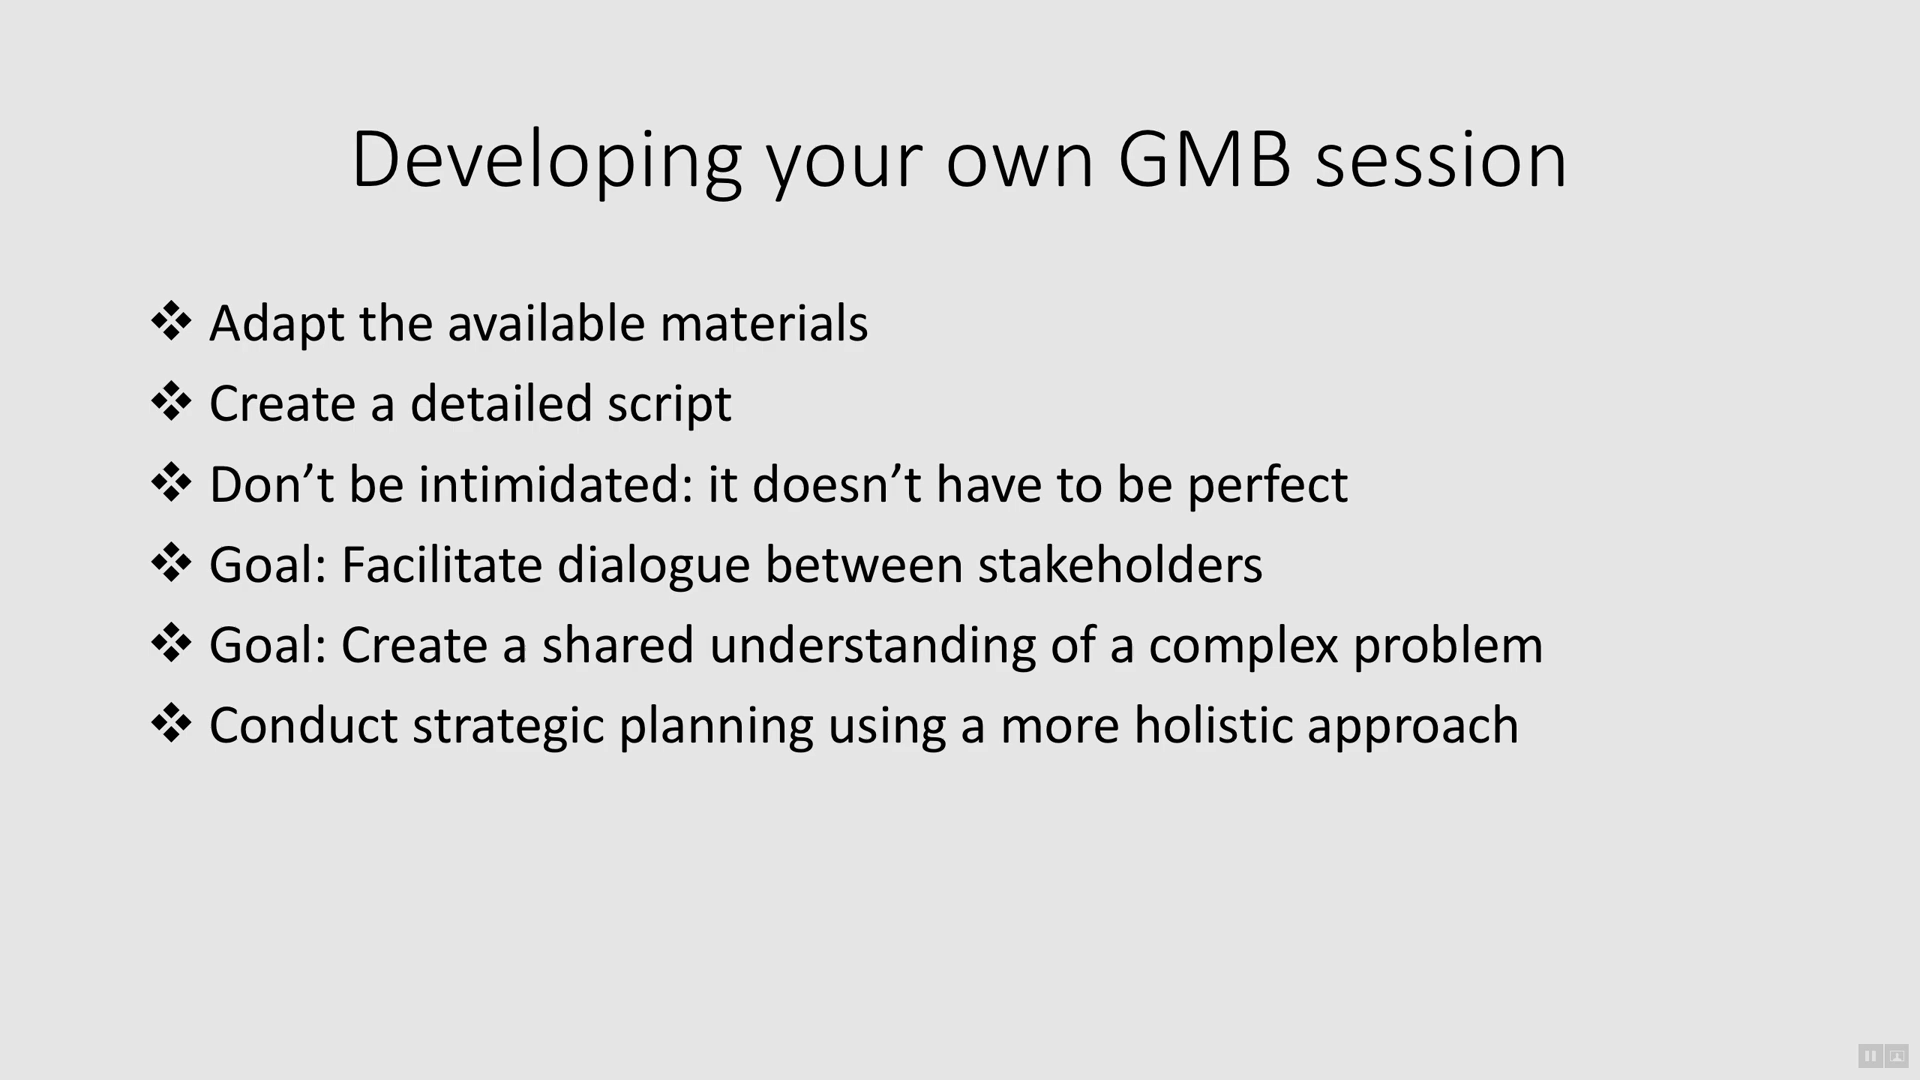 Developing your own GMB session
❖ Adapt the available materials
❖ Create a detailed script
❖ Don’t be intimidated: it doesn’t have to be perfect
❖ Goal: Facilitate dialogue between stakeholders
❖ Goal: Create a shared understanding of a complex problem
❖ Conduct strategic planning using a more holistic approach